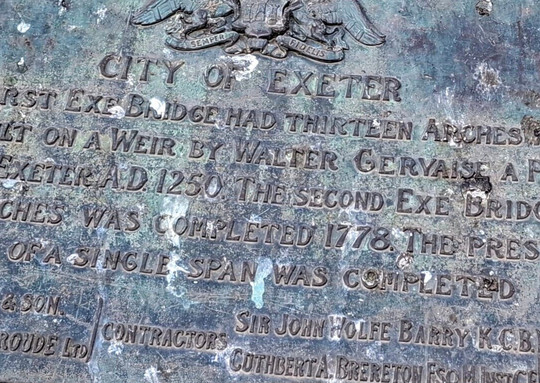 SEMPER FIDELIS
CITY OF EXETER
RST EXE BRIDGE HAD THIRTEEN ARCHES
LT ON A WEIR BY WALTER GERVAISE A
EXETER A.D. 1250. THE SECOND EXE BRIDG
CHES WAS COMPLETED 1778. THE PRES
OF A SINGLE SPAN WAS COMPLETED
& SON.
ROUDE LTD
CONTRACTORS
SIR JOHN WOLFE BARRY K.C.B.
CUTHBERT A. BRERETON ESQ. M. INST. C.E.